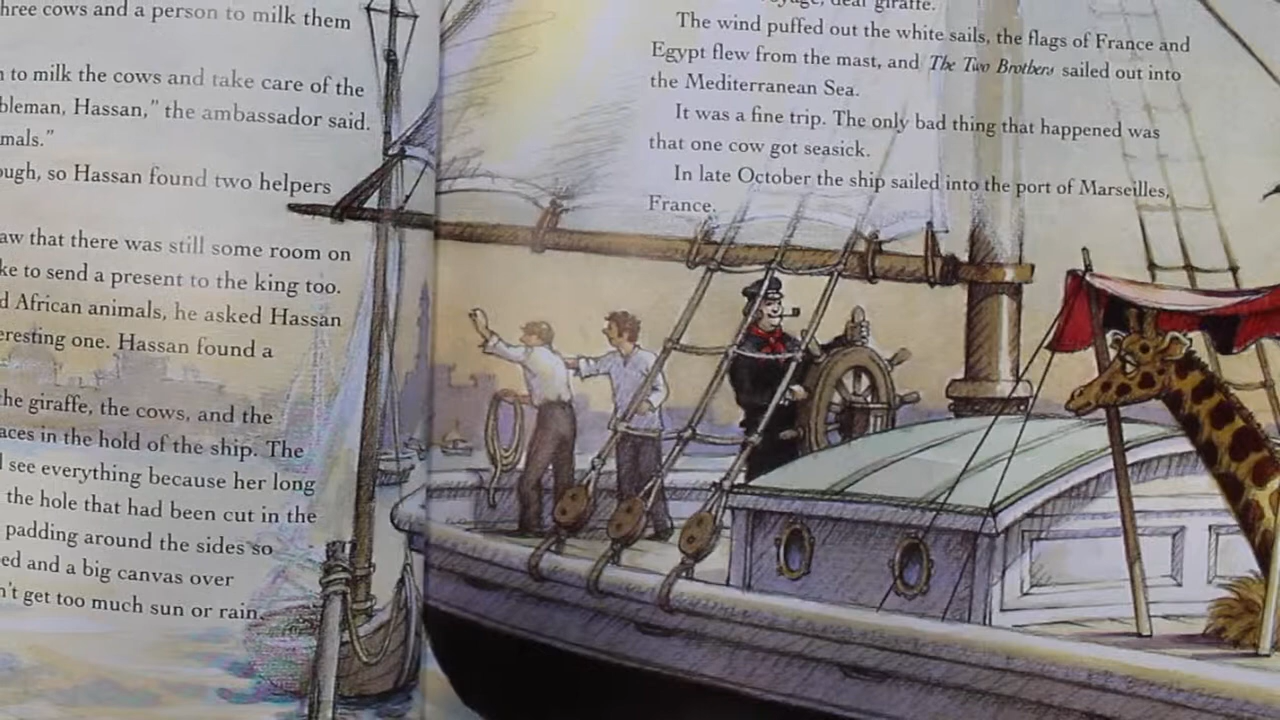 hree cows and a person to milk them
to milk the cows and take care of the
bleman, Hassan," the ambassador said.
mals."
ough, so Hassan found two helpers
aw that there was still some room on
ke to send a present to the king too.
d African animals, he asked Hassan
eresting one. Hassan found a
he giraffe, the cows, and the
aces in the hold of the ship. The
l see everything because her long
the hole that had been cut in the
padding around the sides so
ed and a big canvas over
n't get too much sun or rain.
giraffe.
The wind puffed out the white sails, the flags of France and
Egypt flew from the mast, and The Two Brothers sailed out into
the Mediterranean Sea.
It was a fine trip. The only bad thing that happened was
that one cow got seasick.
In late October the ship sailed into the port of Marseilles,
France.